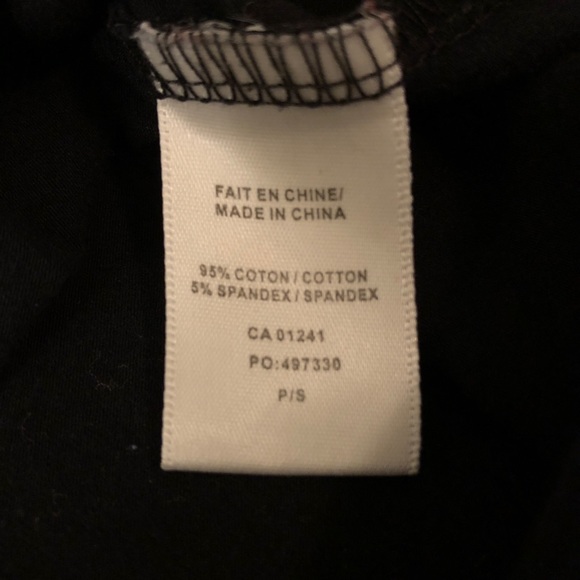 FAIT EN CHINE/
MADE IN CHINA
95% COTON / COTTON
5% SPANDEX / SPANDEX
CA 01241
PO:497330
P/S